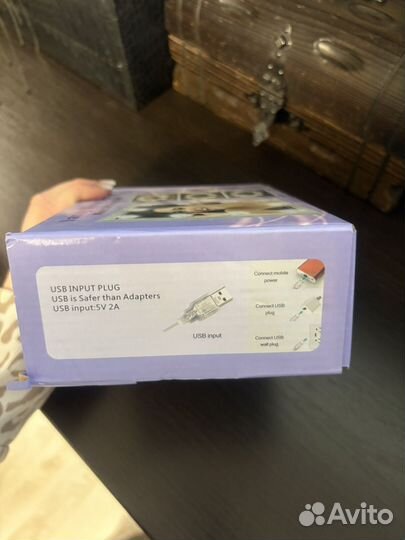 USB INPUT PLUG
USB is Safer than Adapters
USB input:5V 2A
USB input
Connect mobile
power
Connect USB
plug
Connect USB
wall plug
Avito